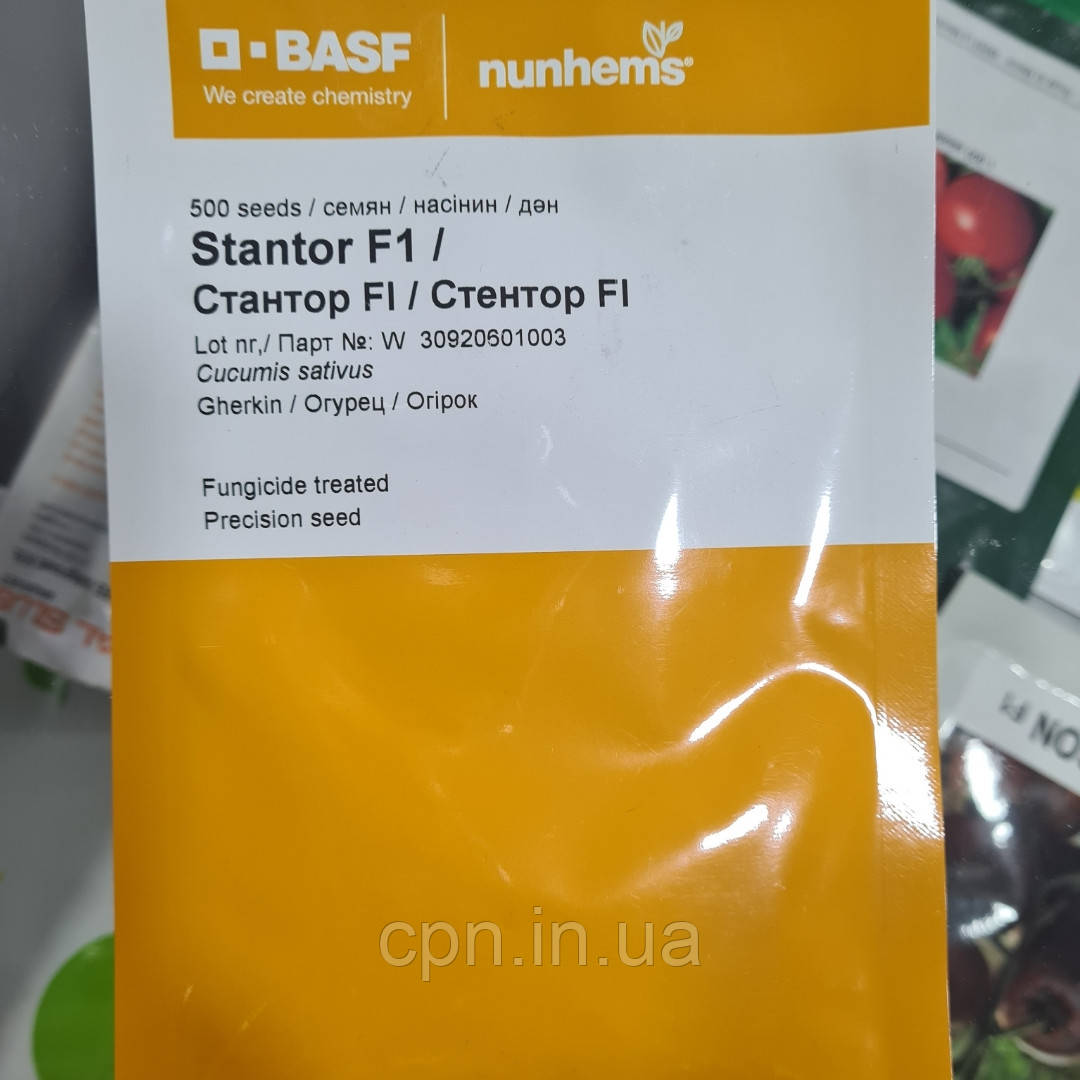 BASF
We create chemistry
nunhems®
500 seeds / семян / насінин / дән
Stantor F1 /
Стантор FI / Стентор FI
Lot nr,/ Парт №: W 30920601003
Cucumis sativus
Gherkin / Огурец / Огірок
Fungicide treated
Precision seed
cpn.in.ua